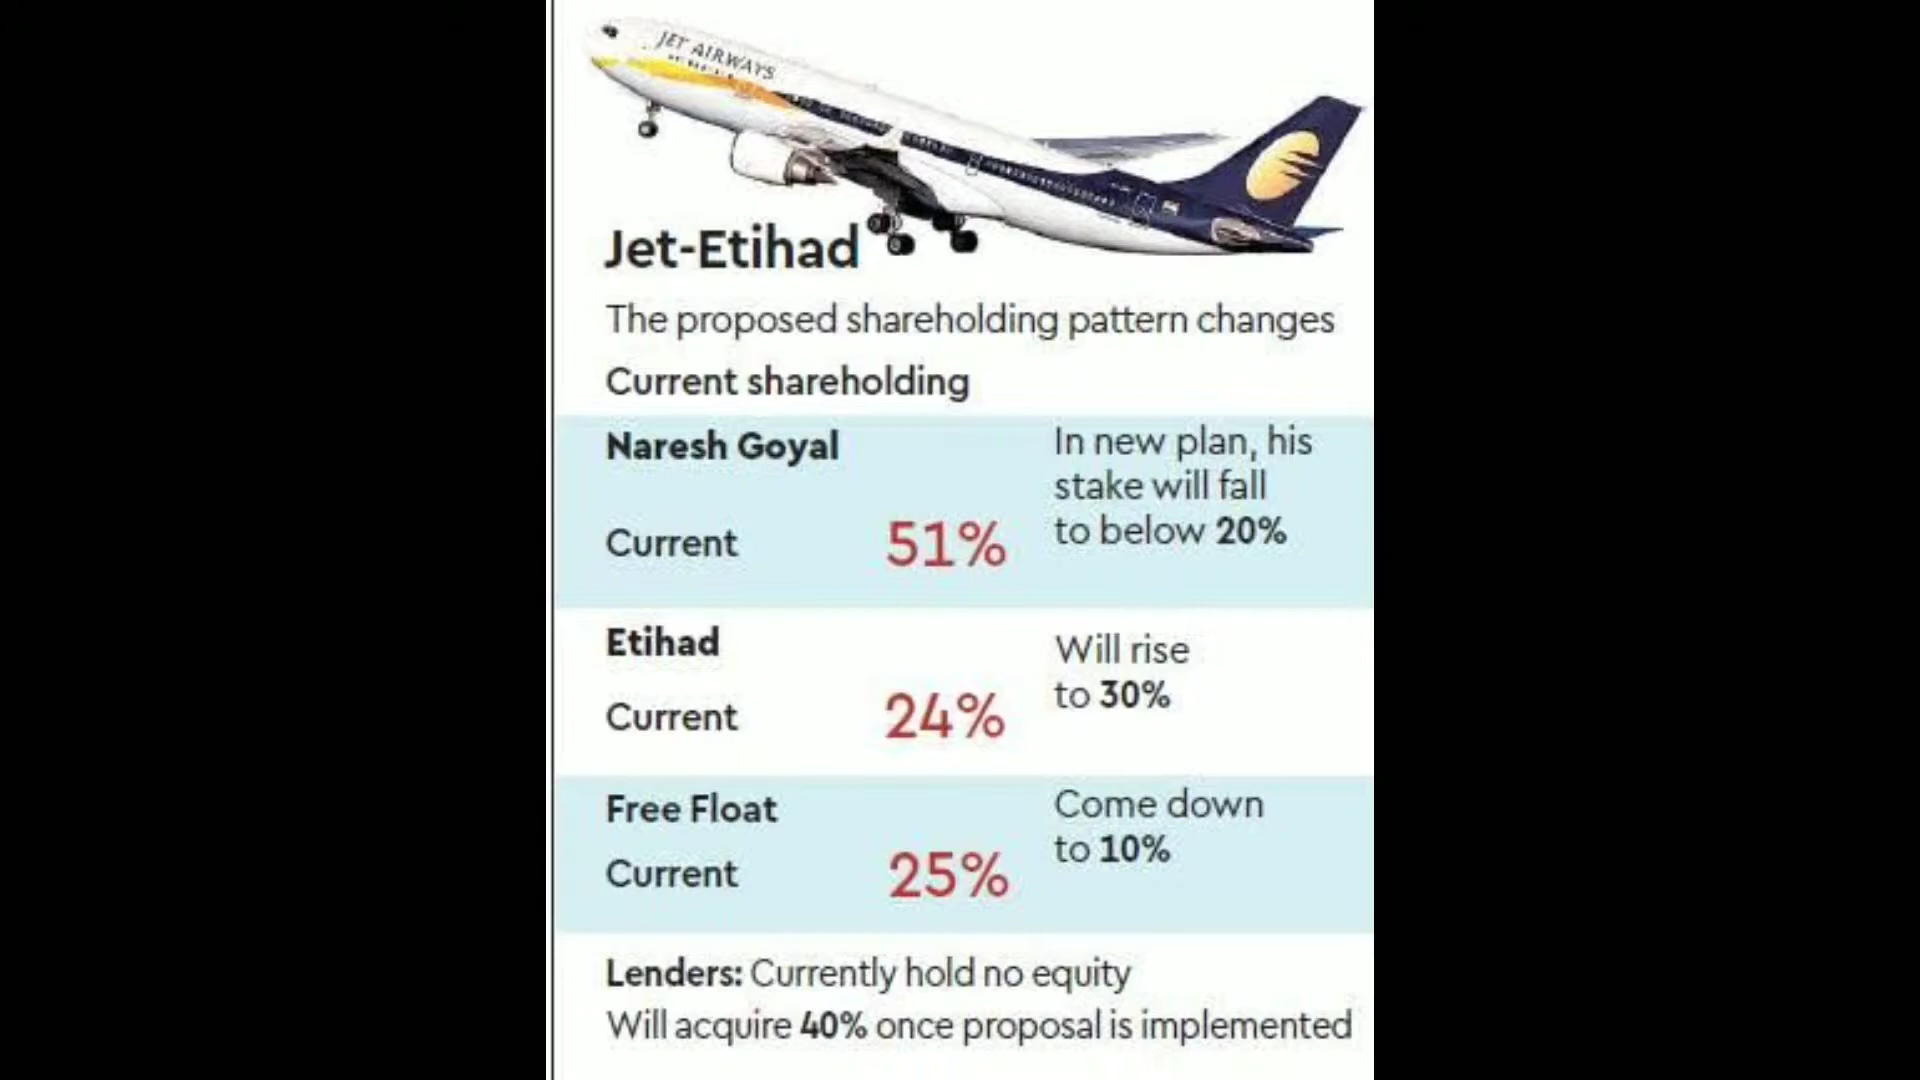 JET AIRWAYS
Jet-Etihad
The proposed shareholding pattern changes
Current shareholding
Naresh Goyal
Current 51%
In new plan, his
stake will fall
to below 20%
Etihad
Current 24%
Will rise
to 30%
Free Float
Current 25%
Come down
to 10%
Lenders: Currently hold no equity
Will acquire 40% once proposal is implemented